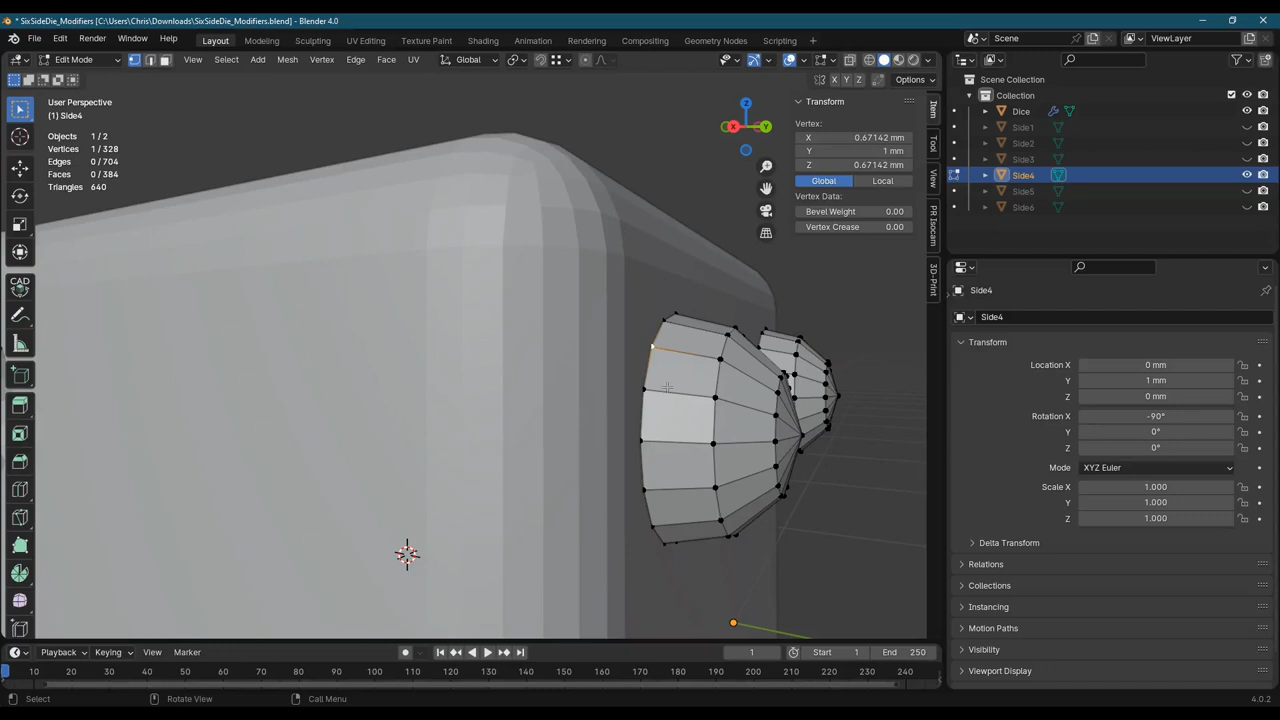 * SixSideDie_Modifiers [C:\Users\Chris\Downloads\SixSideDie_Modifiers.blend] - Blender 4.0
File Edit Render Window Help Layout Modeling Sculpting UV Editing Texture Paint Shading Animation Rendering Compositing Geometry Nodes Scripting + Scene ViewLayer
Edit Mode View Select Add Mesh Vertex Edge Face UV Global
X Y Z Options
User Perspective
(1) Side4
Objects 1 / 2
Vertices 1 / 328
Edges 0 / 704
Faces 0 / 384
Triangles 640
CAD
Z
X Y
Transform
Vertex:
X 0.67142 mm
Y 1 mm
Z 0.67142 mm
Global Local
Vertex Data:
Bevel Weight 0.00
Vertex Crease 0.00
Item
Tool
View
PR Isocam
3D-Print
Scene Collection
Collection
Dice
Side1
Side2
Side3
Side4
Side5
Side6
Side4
Side4
Transform
Location X 0 mm
Y 1 mm
Z 0 mm
Rotation X -90°
Y 0°
Z 0°
Mode XYZ Euler
Scale X 1.000
Y 1.000
Z 1.000
Delta Transform
Relations
Collections
Instancing
Motion Paths
Visibility
Viewport Display
Playback Keying View Marker 1 Start 1 End 250
10 20 30 40 50 60 70 80 90 100 110 120 130 140 150 160 170 180 190 200 210 220 230 240
Select Rotate View Call Menu 4.0.2